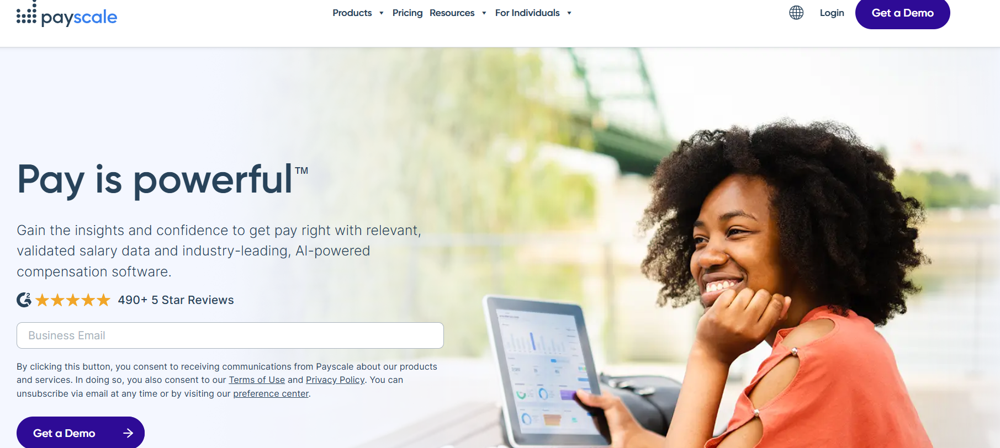 payscale
Products
Pricing
Resources
For Individuals
Login
Get a Demo
Pay is powerful™
Gain the insights and confidence to get pay right with relevant,
validated salary data and industry-leading, AI-powered
compensation software.
G2
490+ 5 Star Reviews
Business Email
By clicking this button, you consent to receiving communications from Payscale about our products
and services. In doing so, you also consent to our Terms of Use and Privacy Policy. You can
unsubscribe via email at any time or by visiting our preference center.
Get a Demo